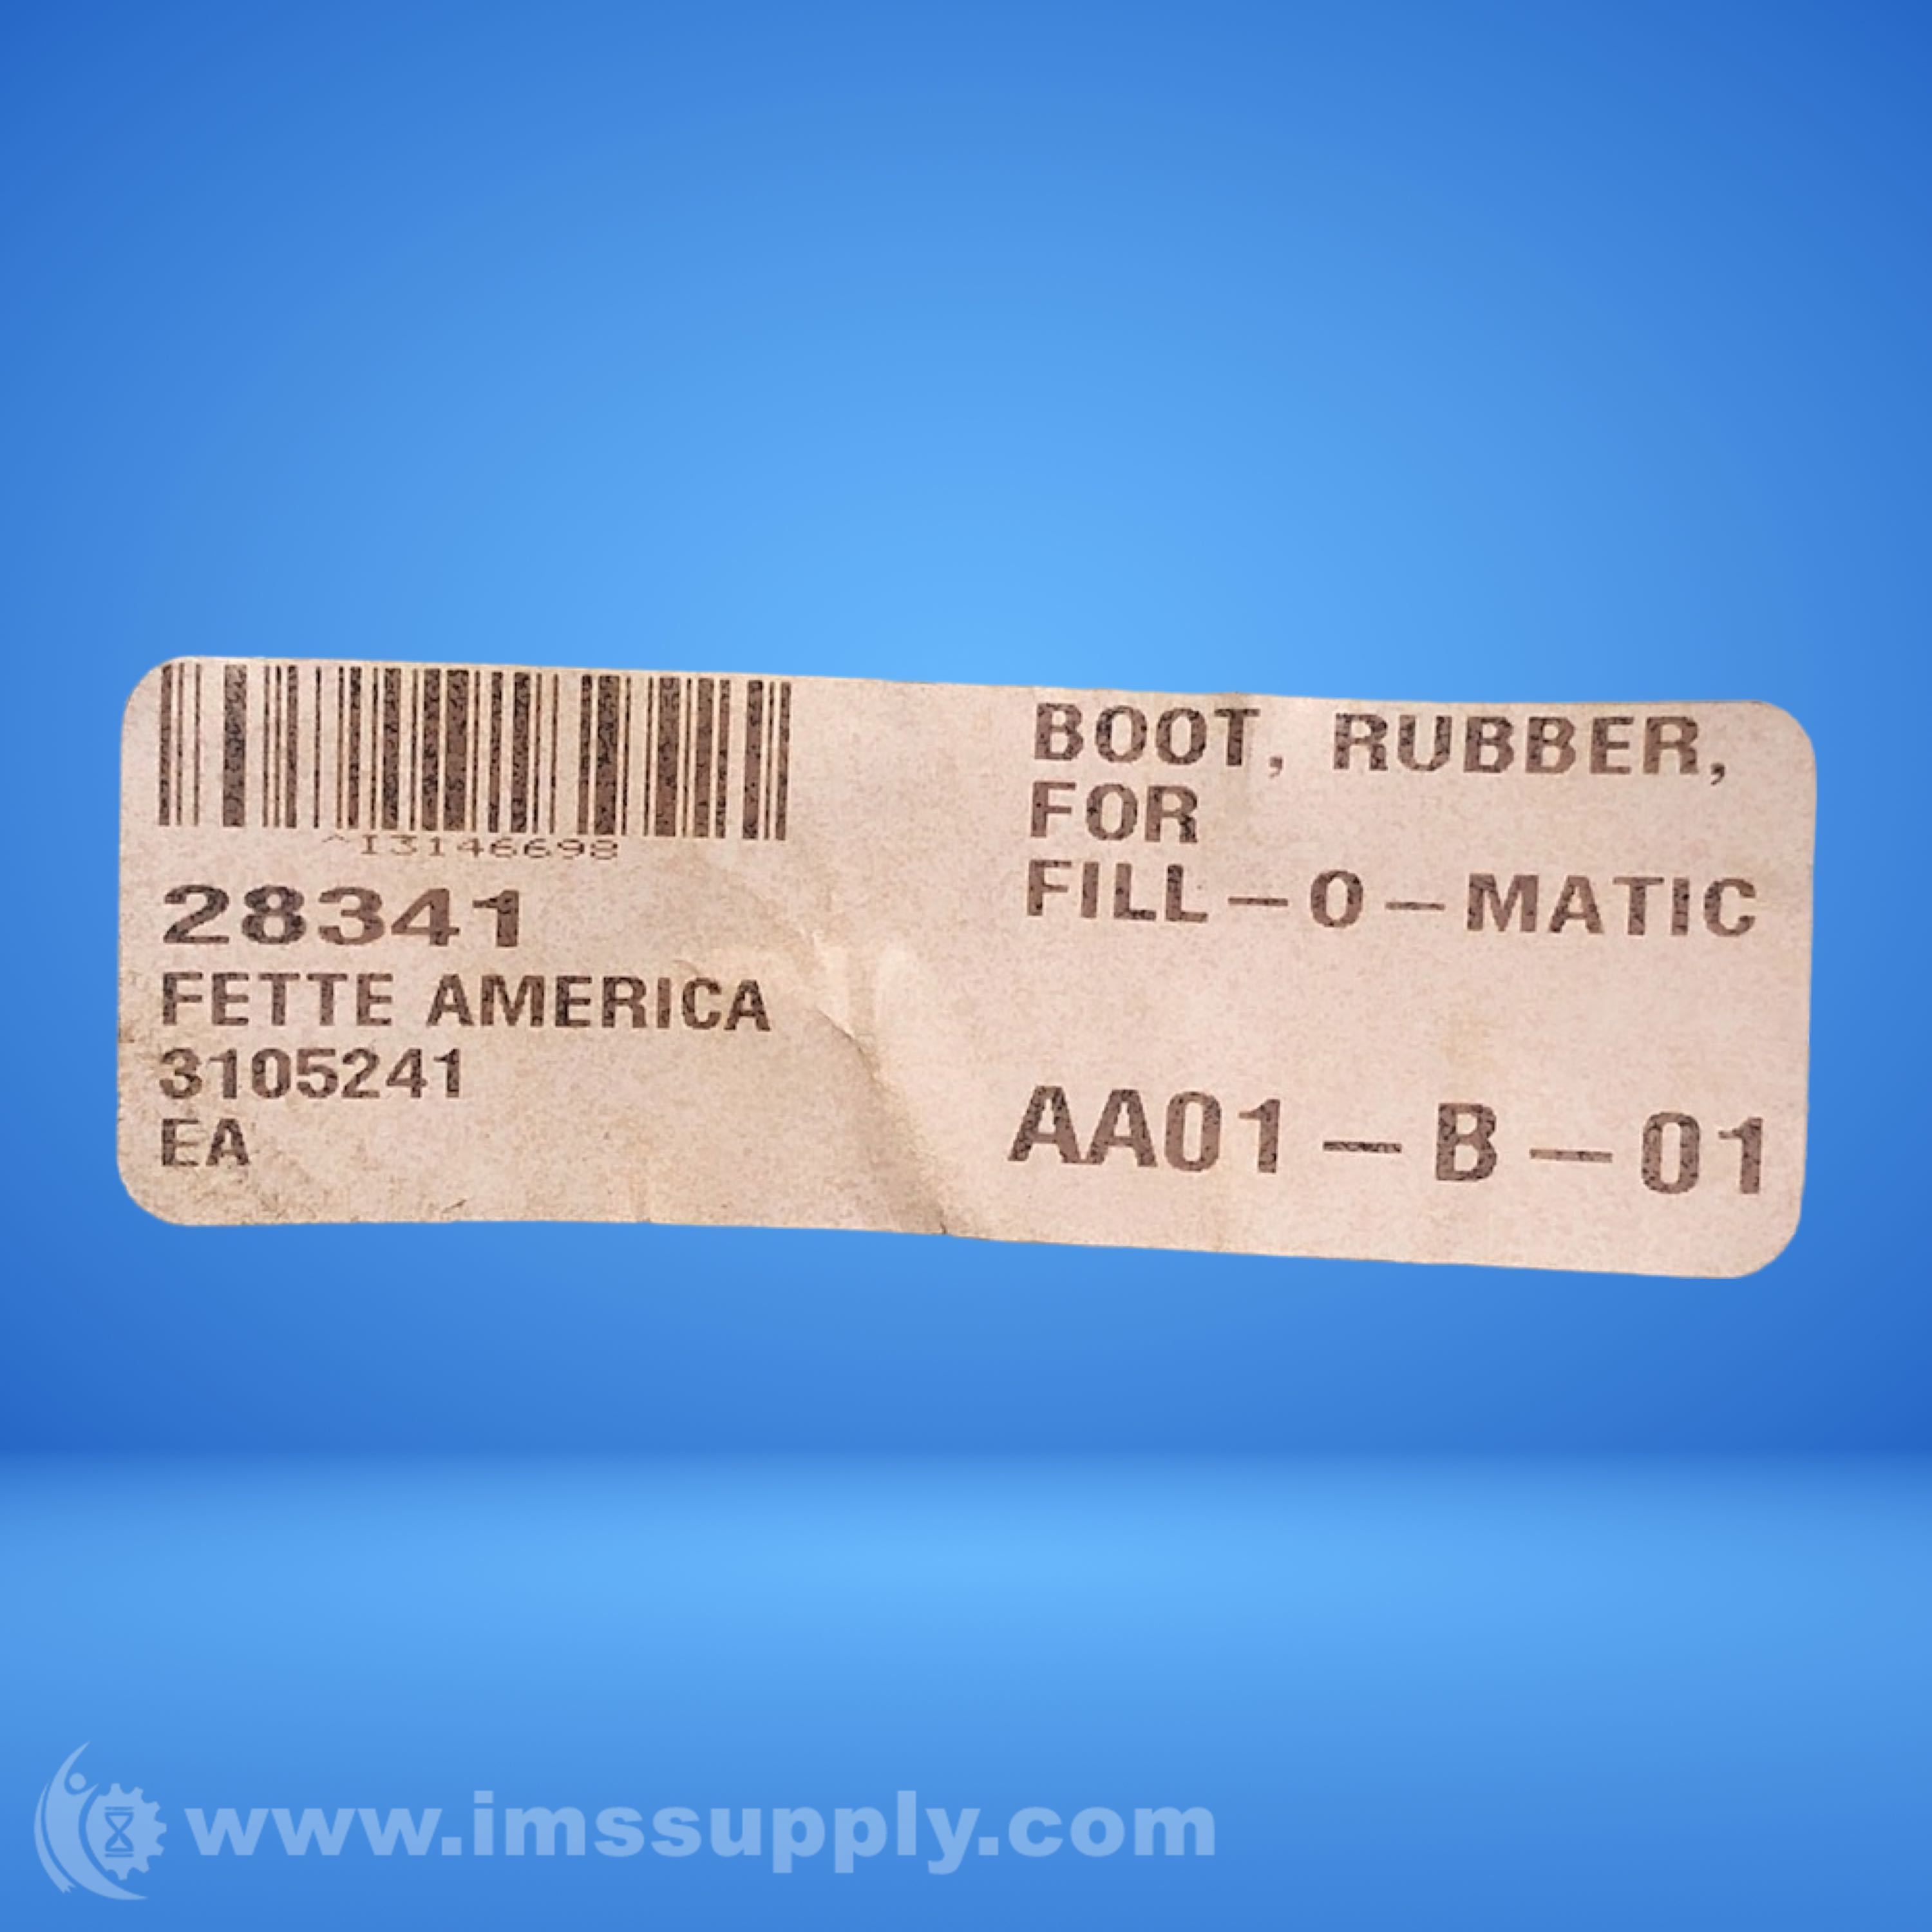 ^I3146698
28341
FETTE AMERICA
3105241
EA
BOOT, RUBBER,
FOR
FILL-O-MATIC
AA01-B-01
www.imssupply.com